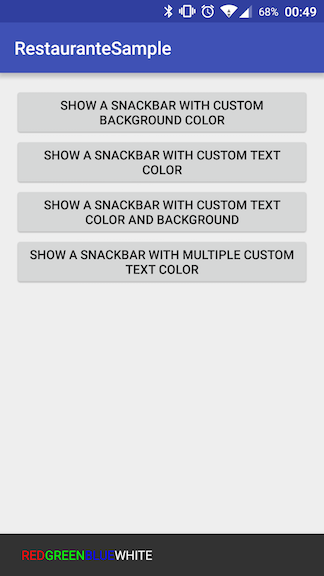 68% 00:49
RestauranteSample
SHOW A SNACKBAR WITH CUSTOM
BACKGROUND COLOR
SHOW A SNACKBAR WITH CUSTOM TEXT
COLOR
SHOW A SNACKBAR WITH CUSTOM TEXT
COLOR AND BACKGROUND
SHOW A SNACKBAR WITH MULTIPLE CUSTOM
TEXT COLOR
REDGREENBLUEWHITE